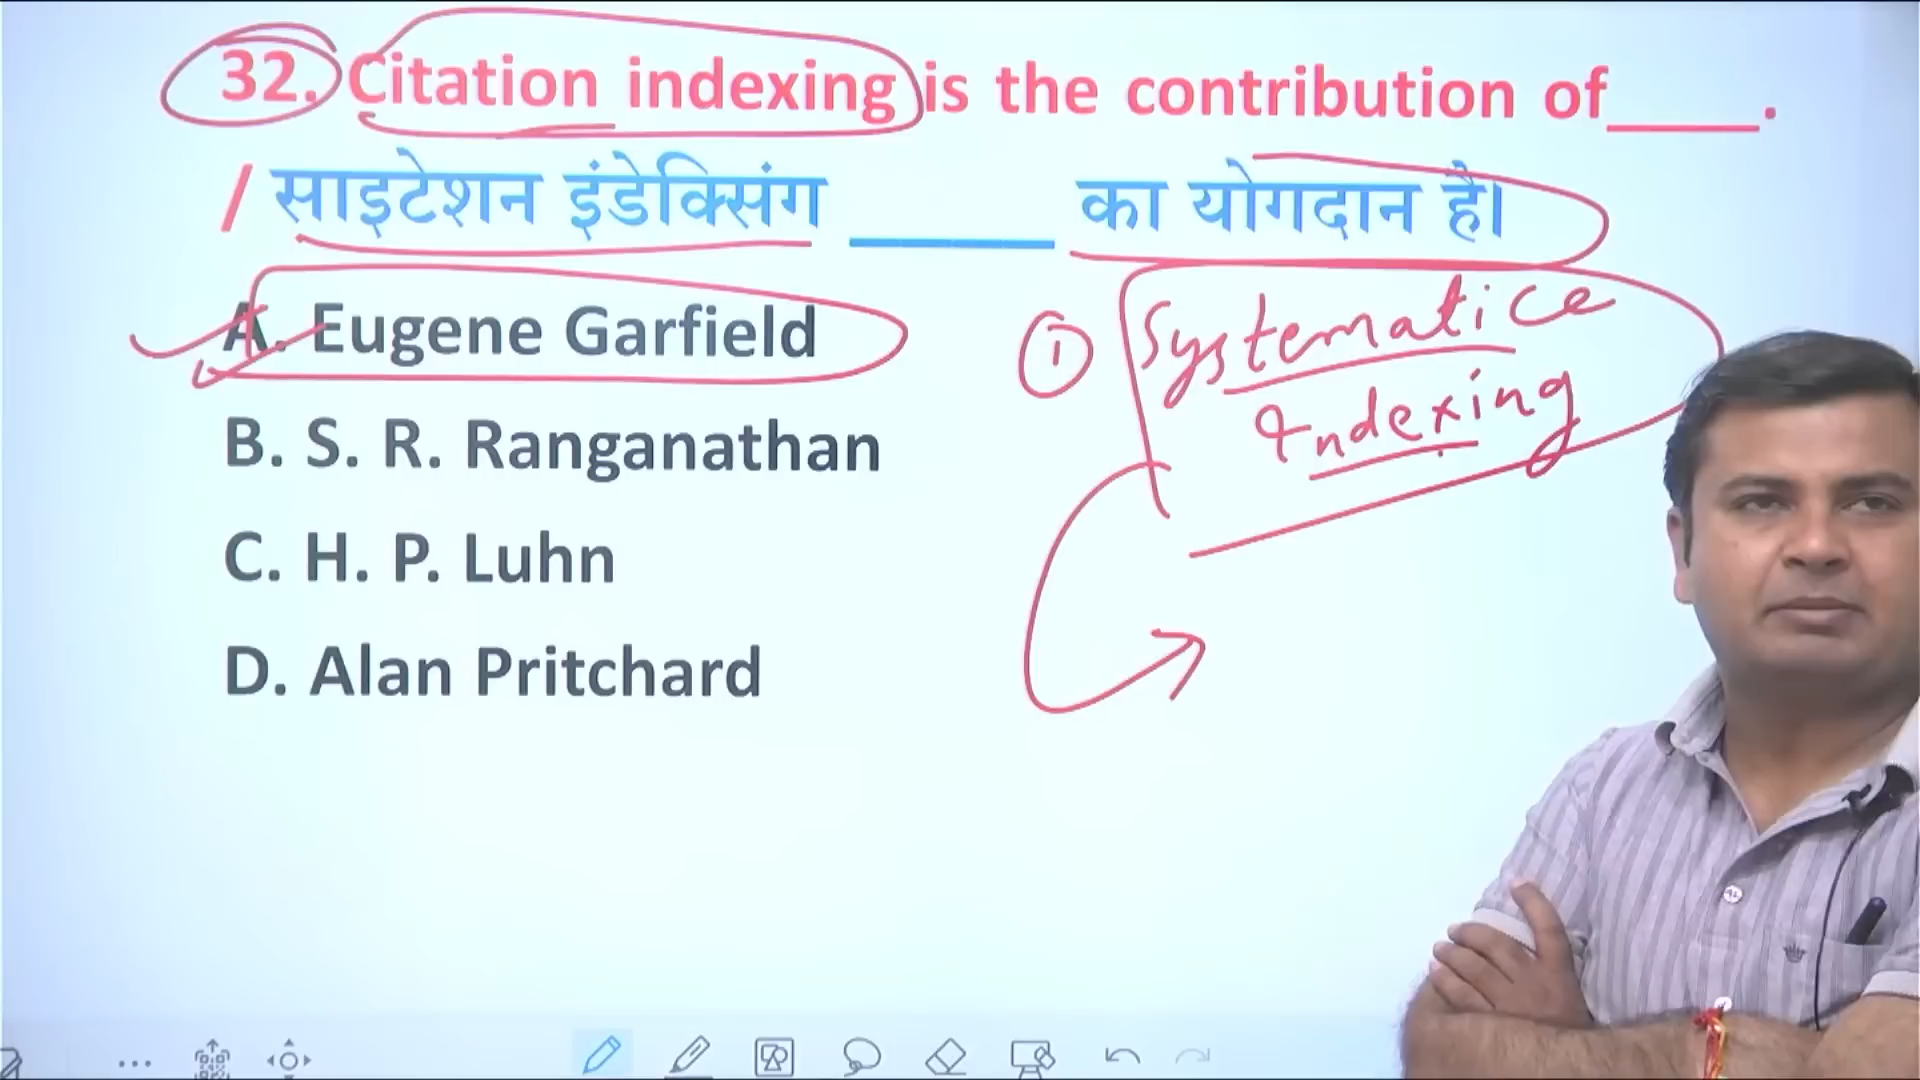 32. Citation indexing is the contribution of____.
/ साइटेशन इंडेक्सिंग ______ का योगदान है।
A. Eugene Garfield
① Systematice
Indexing
B. S. R. Ranganathan
C. H. P. Luhn
D. Alan Pritchard